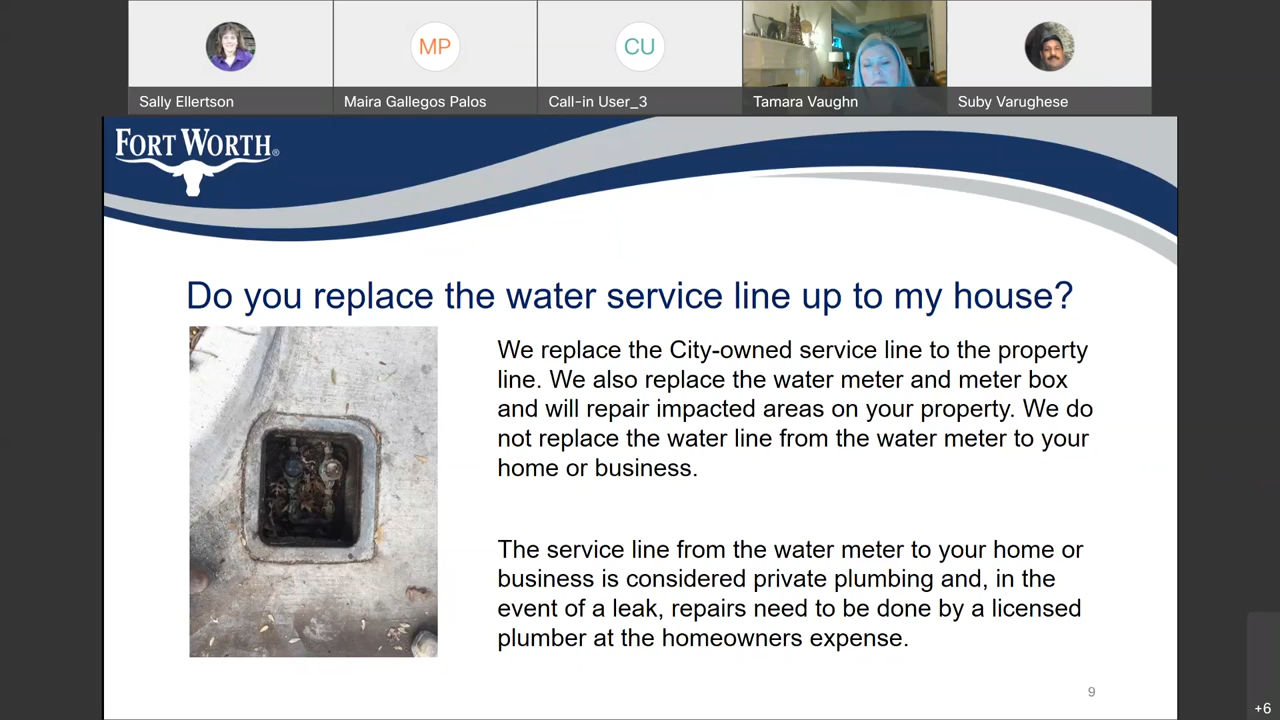 MP
CU
Sally Ellertson
Maira Gallegos Palos
Call-in User_3
Tamara Vaughn
Suby Varughese
FORT WORTH®
Do you replace the water service line up to my house?
We replace the City-owned service line to the property
line. We also replace the water meter and meter box
and will repair impacted areas on your property. We do
not replace the water line from the water meter to your
home or business.
The service line from the water meter to your home or
business is considered private plumbing and, in the
event of a leak, repairs need to be done by a licensed
plumber at the homeowners expense.
9
+6